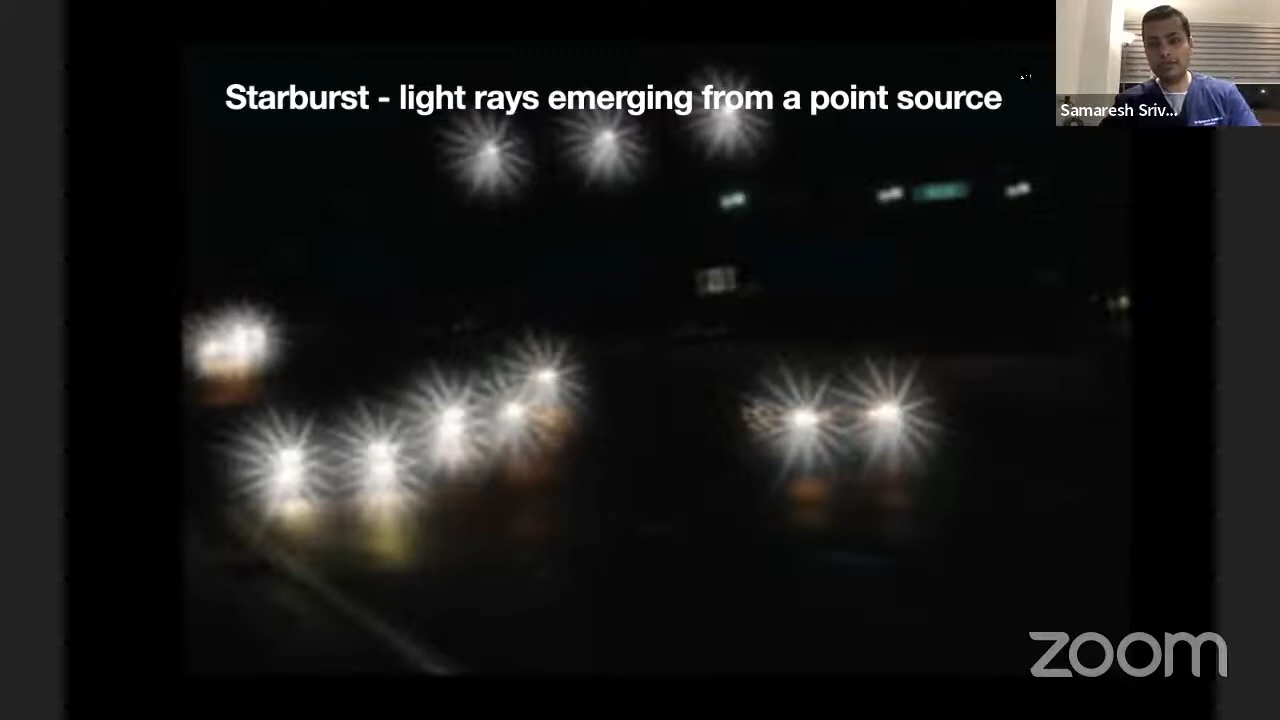 Starburst - light rays emerging from a point source
Samaresh Sriv...
zoom